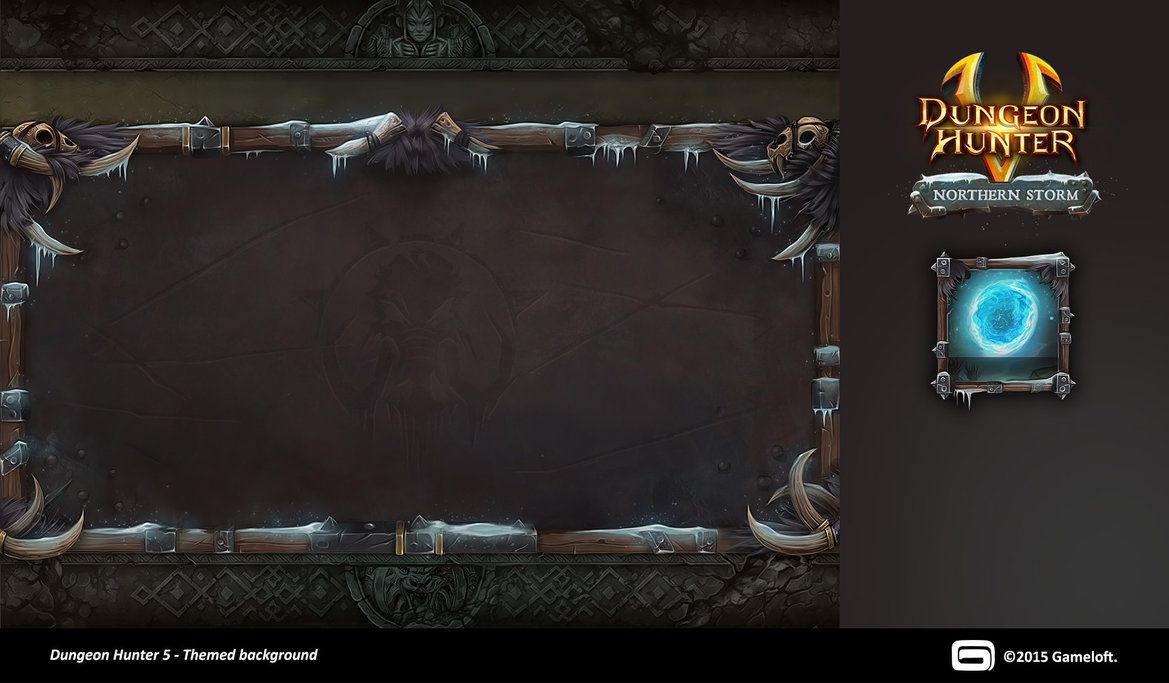 DUNGEON
HUNTER
NORTHERN STORM
Dungeon Hunter 5 - Themed background
©2015 Gameloft.